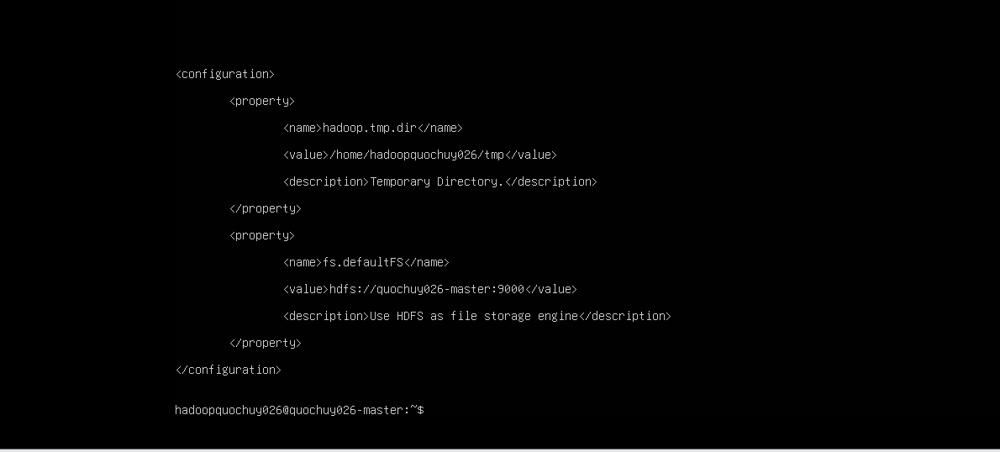 <configuration>
<property>
<name>hadoop.tmp.dir</name>
<value>/home/hadoopquochuy026/tmp</value>
<description>Temporary Directory.</description>
</property>
<property>
<name>fs.defaultFS</name>
<value>hdfs://quochuy026-master:9000</value>
<description>Use HDFS as file storage engine</description>
</property>
</configuration>
hadoopquochuy026@quochuy026-master:~$